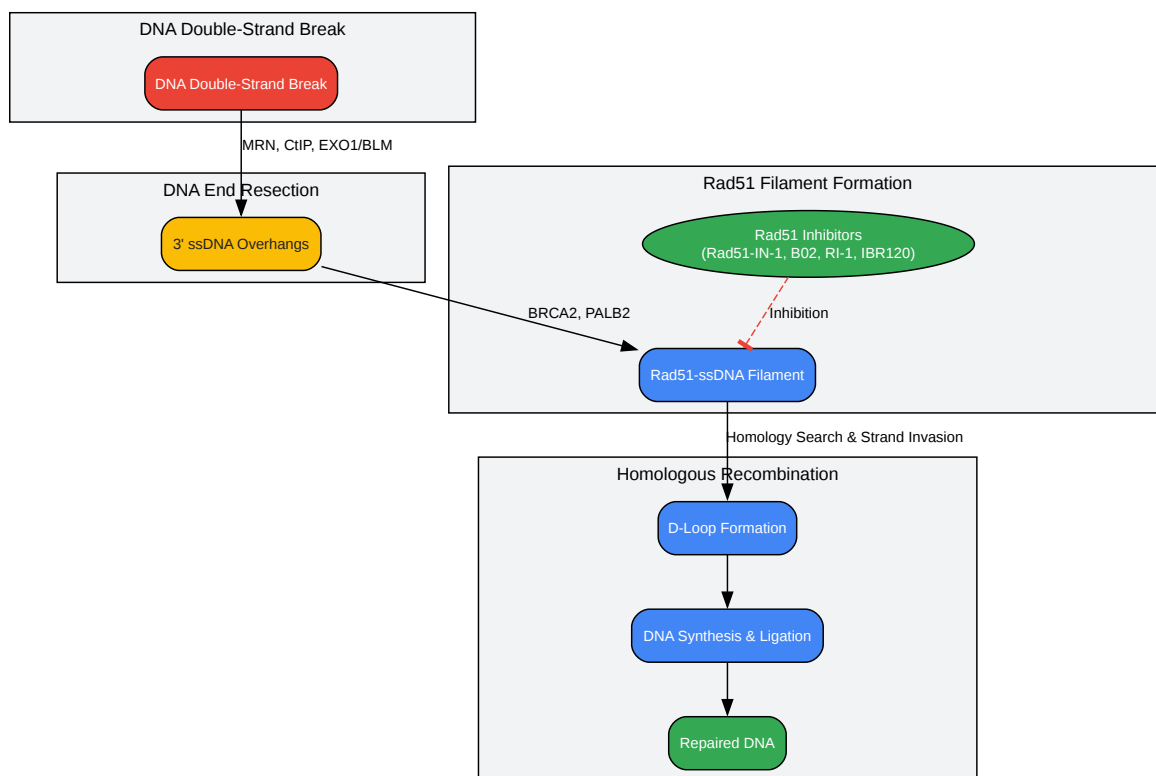 DNA Double-Strand Break
DNA Double-Strand Break
MRN, CtIP, EXO1/BLM
DNA End Resection
3' ssDNA Overhangs
Rad51 Filament Formation
Rad51 Inhibitors
(Rad51-IN-1, B02, RI-1, IBR120)
BRCA2, PALB2
Inhibition
Rad51-ssDNA Filament
Homology Search & Strand Invasion
Homologous Recombination
D-Loop Formation
DNA Synthesis & Ligation
Repaired DNA